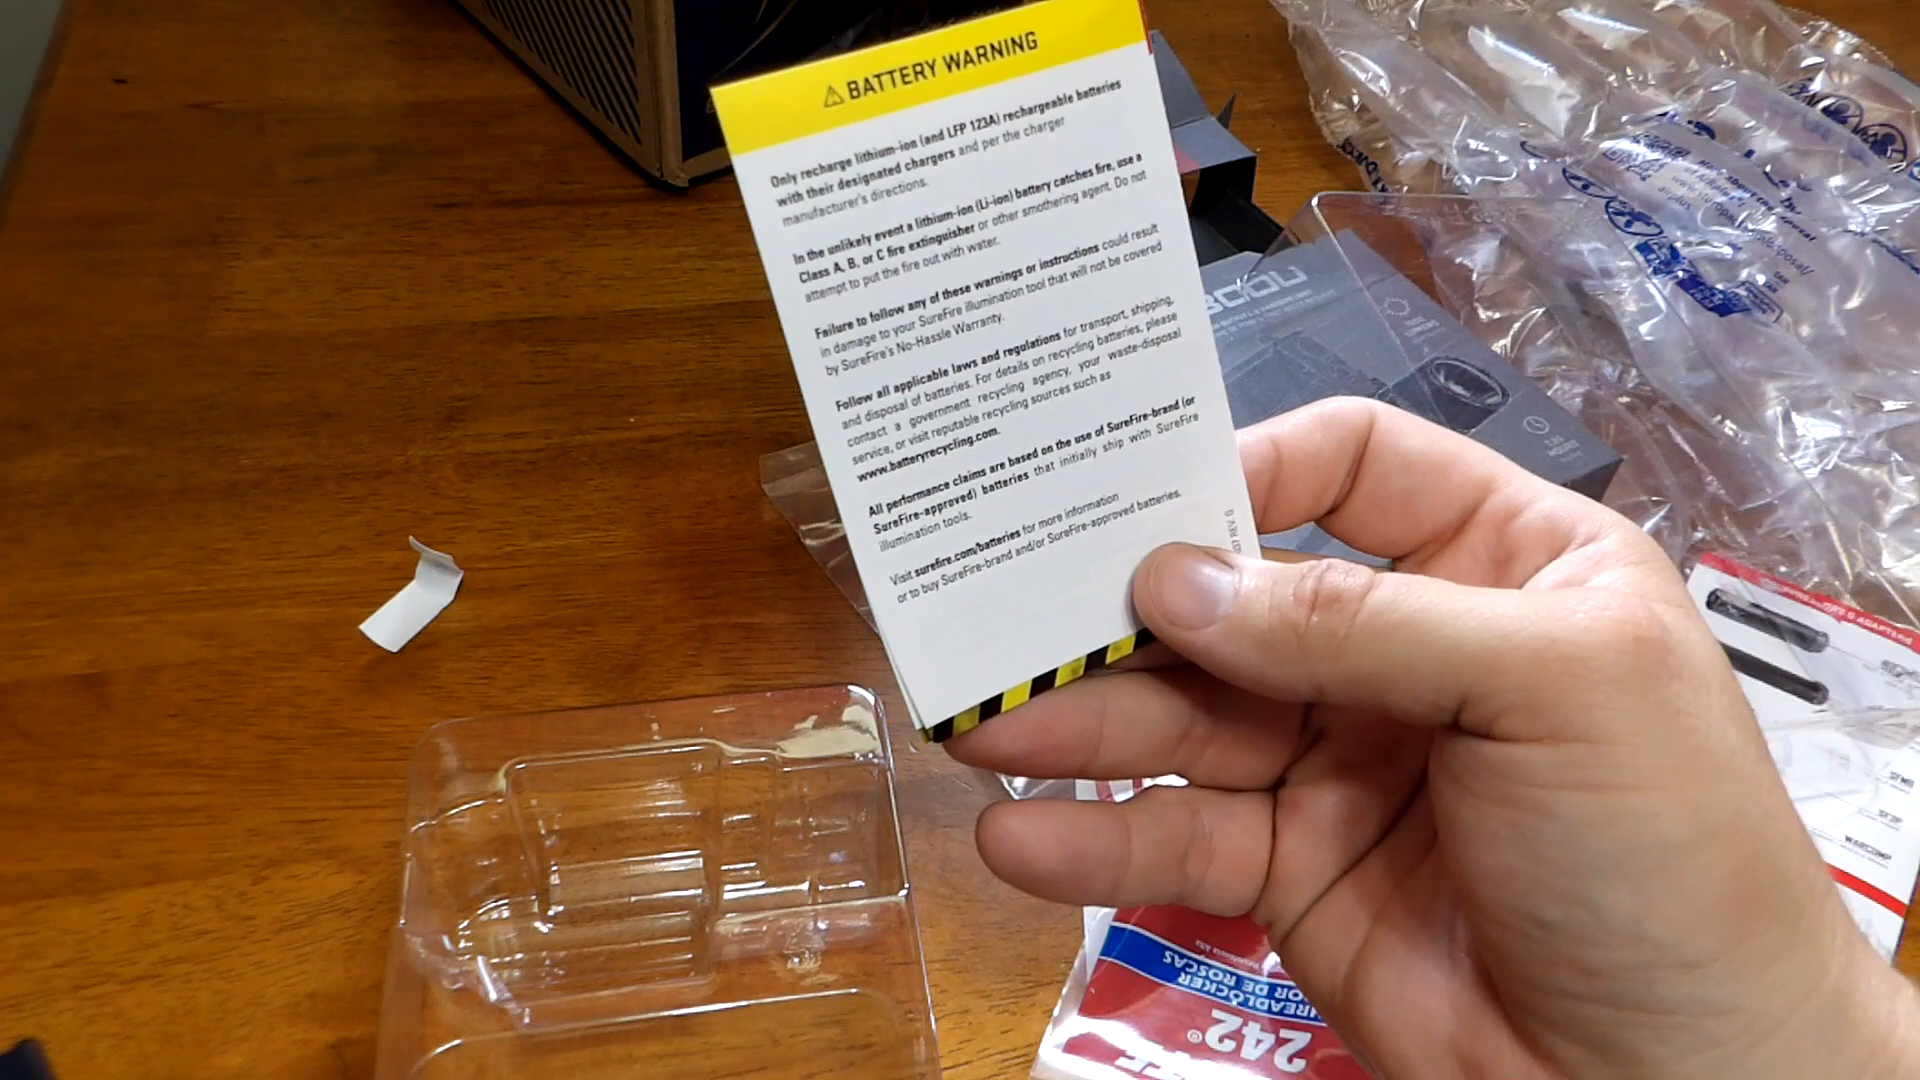 BATTERY WARNING
Only recharge lithium-ion (and LFP 123A) rechargeable batteries
with their designated chargers and per the charger
manufacturer's directions.
In the unlikely event a lithium-ion (Li-ion) battery catches fire, use a
Class A, B, or C fire extinguisher or other smothering agent. Do not
attempt to put the fire out with water.
Failure to follow any of these warnings or instructions could result
in damage to your SureFire illumination tool that will not be covered
by SureFire's No-Hassle Warranty.
Follow all applicable laws and regulations for transport, shipping,
and disposal of batteries. For details on recycling batteries, please
contact a government recycling agency, your waste-disposal
service, or visit reputable recycling sources such as
www.batteryrecycling.com.
All performance claims are based on the use of SureFire-brand (or
SureFire-approved) batteries that initially ship with SureFire
illumination tools.
Visit surefire.com/batteries for more information
or to buy SureFire-brand and/or SureFire-approved batteries.
REV. G
WARCOMP
THREADLOCKER
OR DE ROSCAS
242®